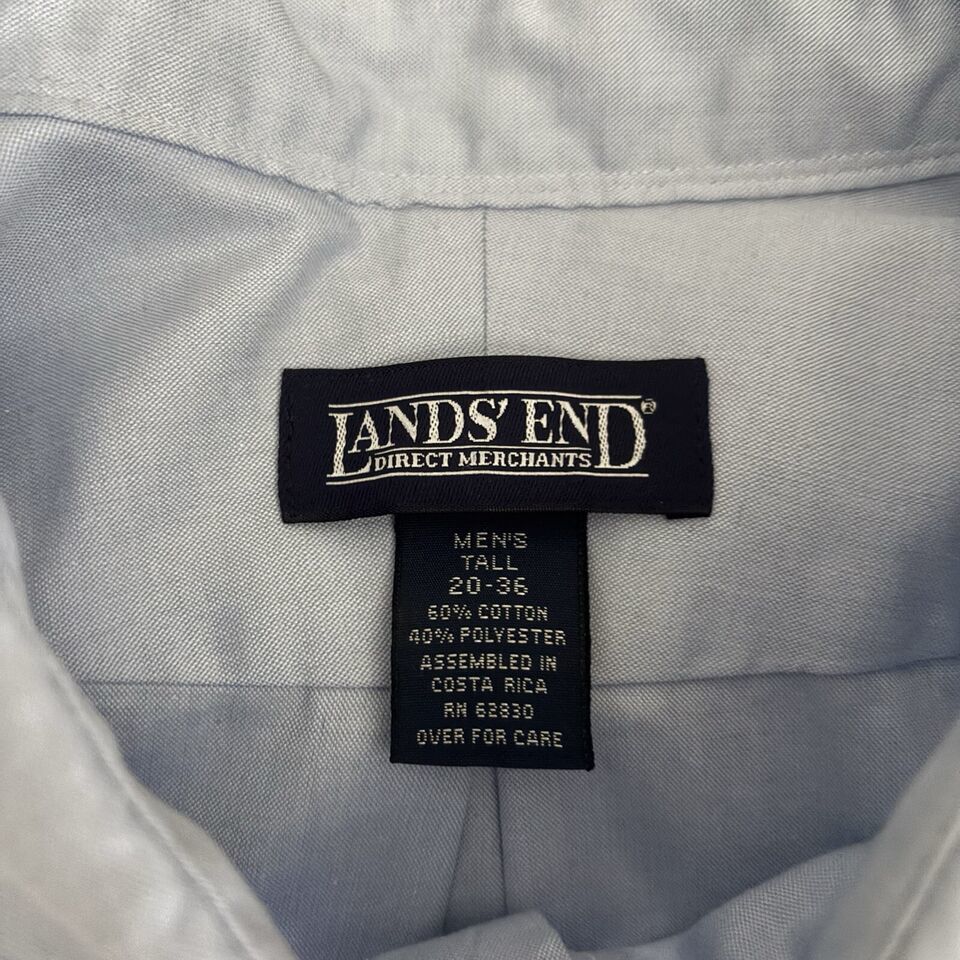 LANDS' END®
DIRECT MERCHANTS
MEN'S
TALL
20-36
60% COTTON
40% POLYESTER
ASSEMBLED IN
COSTA RICA
RN 62830
OVER FOR CARE